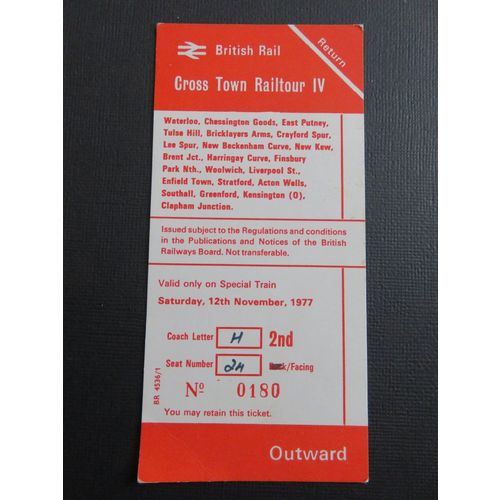 British Rail
Return
Cross Town Railtour IV
Waterloo, Chessington Goods, East Putney,
Tulse Hill, Bricklayers Arms, Crayford Spur,
Lee Spur, New Beckenham Curve, New Kew,
Brent Jct., Harringay Curve, Finsbury
Park Nth., Woolwich, Liverpool St.,
Enfield Town, Stratford, Acton Wells,
Southall, Greenford, Kensington (O),
Clapham Junction.
Issued subject to the Regulations and conditions
in the Publications and Notices of the British
Railways Board. Not transferable.
Valid only on Special Train
Saturday, 12th November, 1977
Coach Letter H 2nd
Seat Number /Facing
Nº 0180
You may retain this ticket.
BR 4536/1
Outward